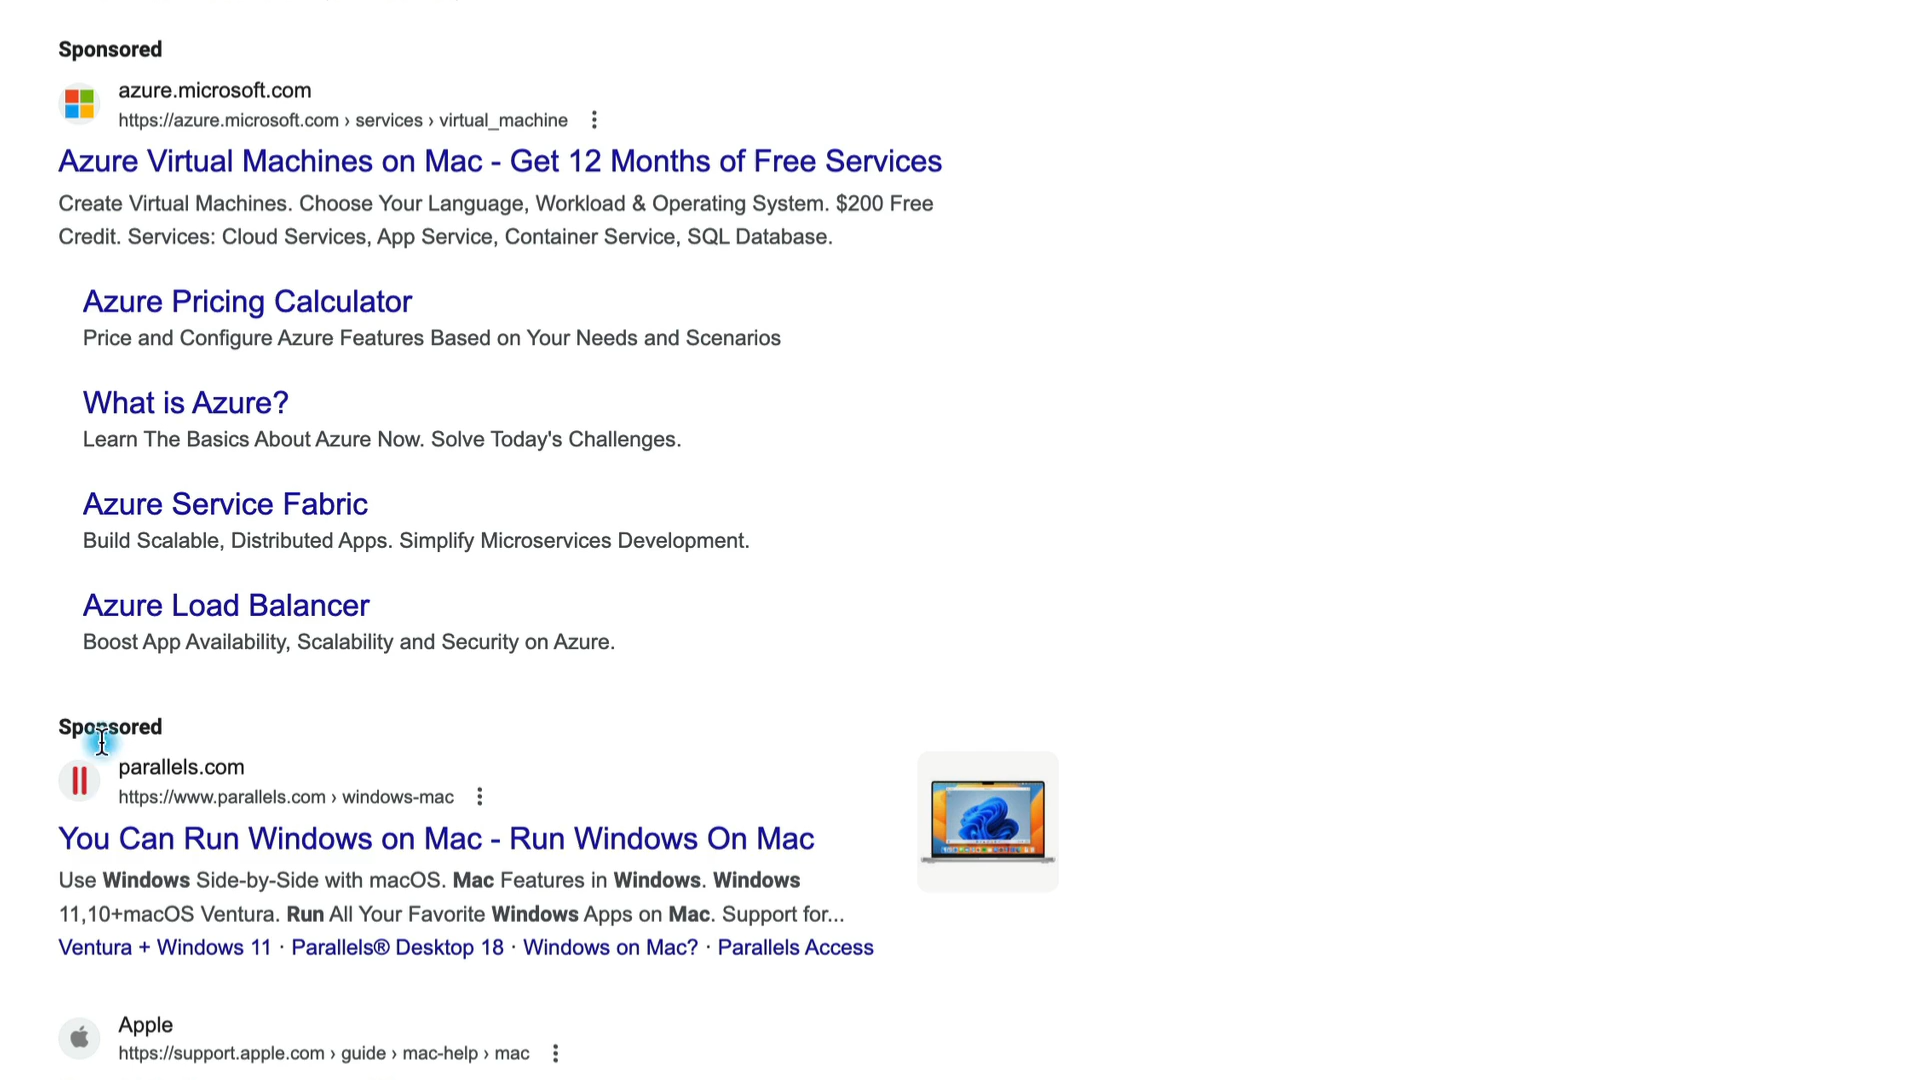 Sponsored
azure.microsoft.com
https://azure.microsoft.com › services › virtual_machine
Azure Virtual Machines on Mac - Get 12 Months of Free Services
Create Virtual Machines. Choose Your Language, Workload & Operating System. $200 Free
Credit. Services: Cloud Services, App Service, Container Service, SQL Database.
Azure Pricing Calculator
Price and Configure Azure Features Based on Your Needs and Scenarios
What is Azure?
Learn The Basics About Azure Now. Solve Today's Challenges.
Azure Service Fabric
Build Scalable, Distributed Apps. Simplify Microservices Development.
Azure Load Balancer
Boost App Availability, Scalability and Security on Azure.
Sponsored
parallels.com
https://www.parallels.com › windows-mac
You Can Run Windows on Mac - Run Windows On Mac
Use Windows Side-by-Side with macOS. Mac Features in Windows. Windows
11,10+macOS Ventura. Run All Your Favorite Windows Apps on Mac. Support for...
Ventura + Windows 11 · Parallels® Desktop 18 · Windows on Mac? · Parallels Access
Apple
https://support.apple.com › guide › mac-help › mac